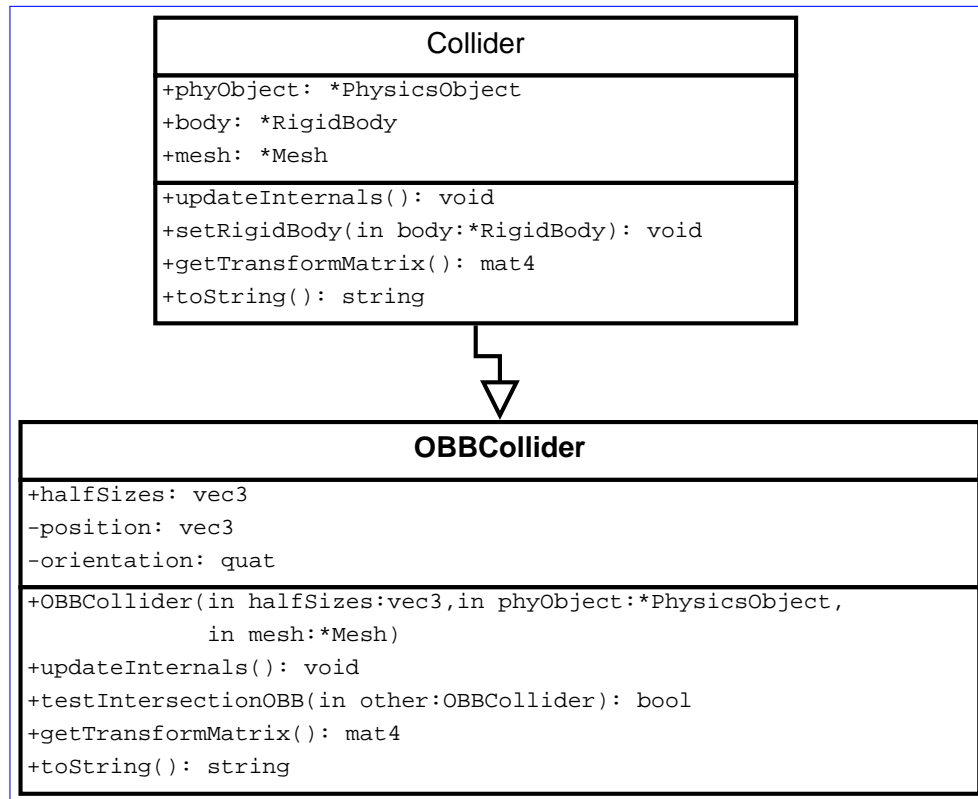 Collider
+phyObject: *PhysicsObject
+body: *RigidBody
+mesh: *Mesh
+updateInternals(): void
+setRigidBody(in body:*RigidBody): void
+getTransformMatrix(): mat4
+toString(): string
OBBCollider
+halfSizes: vec3
-position: vec3
-orientation: quat
+OBBCollider(in halfSizes:vec3,in phyObject:*PhysicsObject,
in mesh:*Mesh)
+updateInternals(): void
+testIntersectionOBB(in other:OBBCollider): bool
+getTransformMatrix(): mat4
+toString(): string